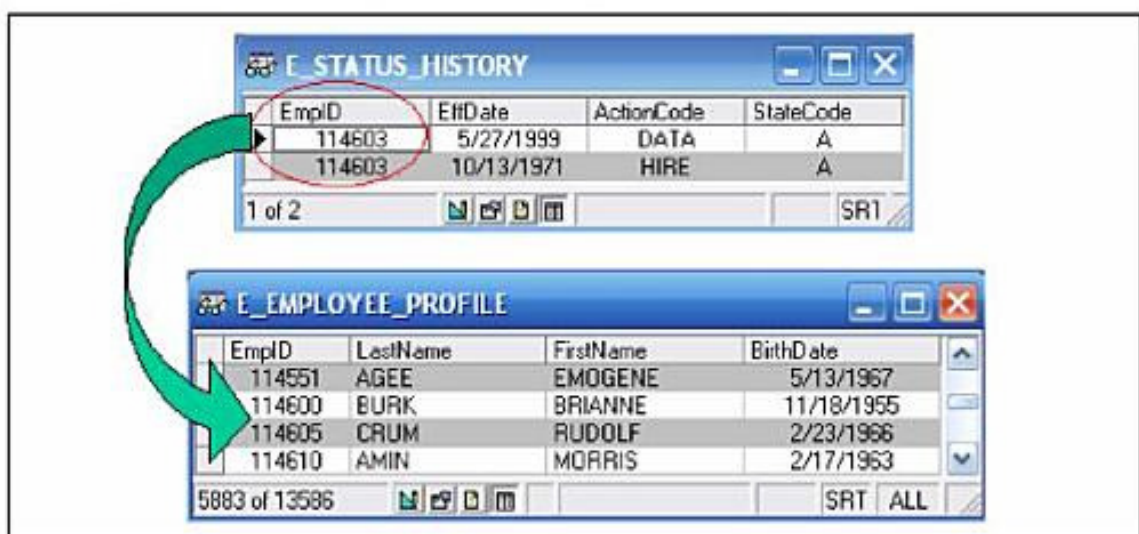 E_STATUS_HISTORY
EmpID EffDate ActionCode StateCode
114603 5/27/1999 DATA A
114603 10/13/1971 HIRE A
1 of 2 SRT
E_EMPLOYEE_PROFILE
EmpID LastName FirstName BirthDate
114551 AGEE EMOGENE 5/13/1967
114600 BURK BRIANNE 11/18/1955
114605 CRUM RUDOLF 2/23/1966
114610 AMIN MORRIS 2/17/1963
5883 of 13586 SRT ALL